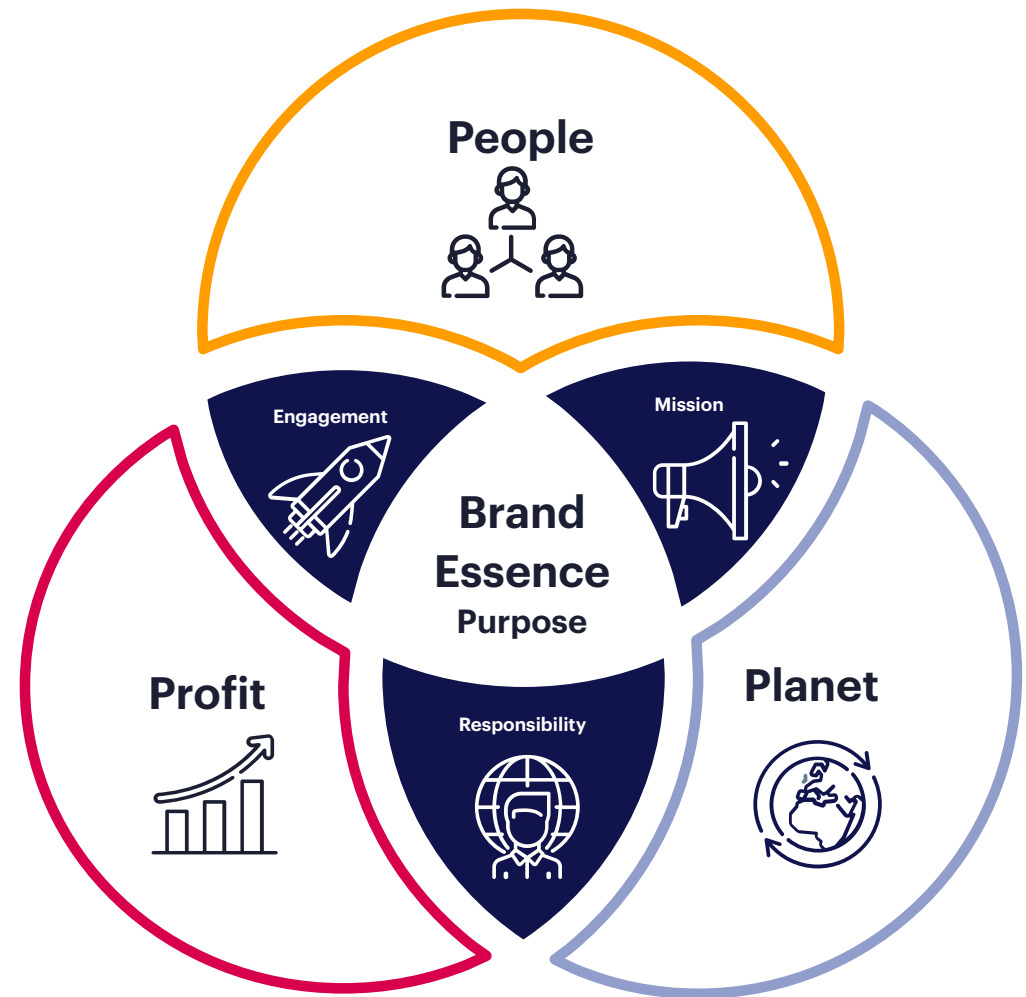 People
Engagement
Mission
Brand
Essence
Purpose
Profit
Planet
Responsibility